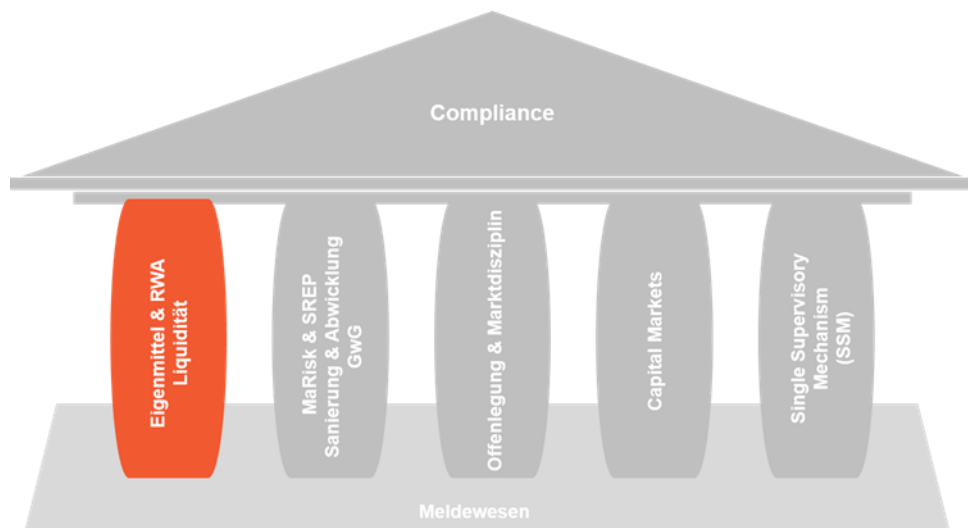 Compliance
Eigenmittel & RWA
Liquidität
MaRisk & SREP
Sanierung & Abwicklung
GwG
Offenlegung & Marktdisziplin
Capital Markets
Single Supervisory
Mechanism
(SSM)
Meldewesen